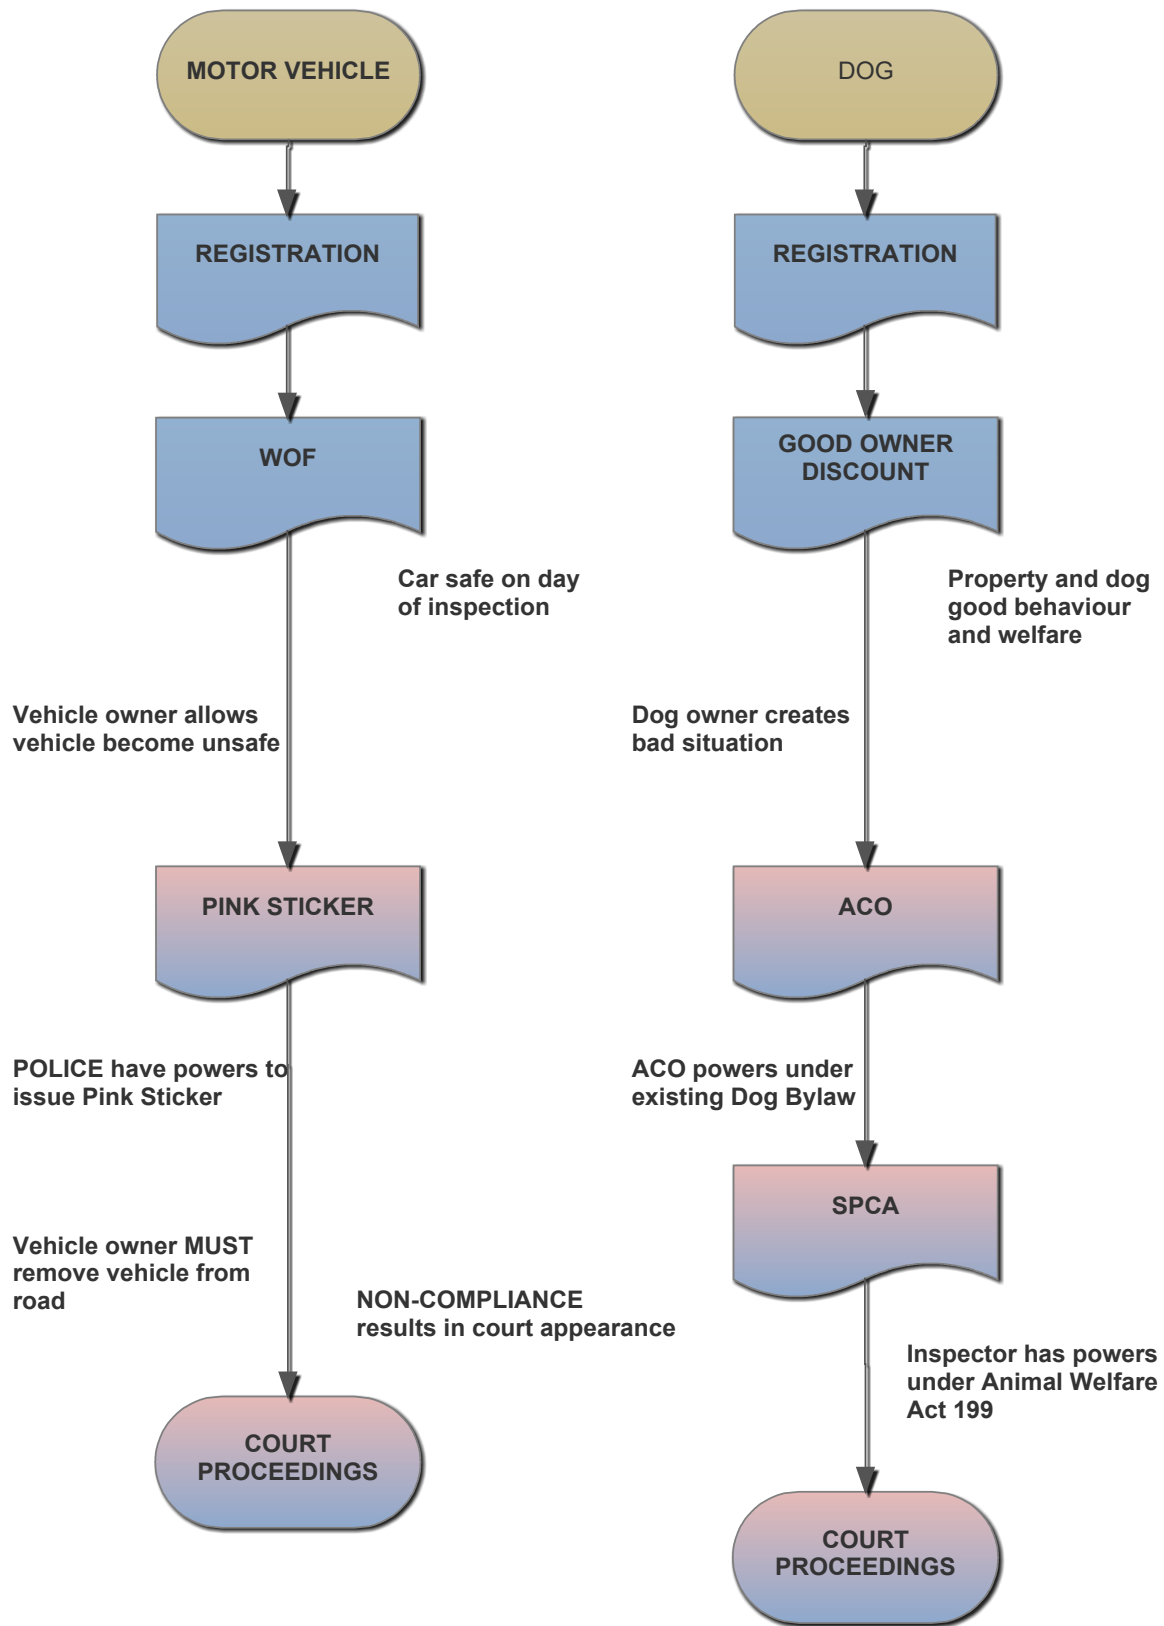 MOTOR VEHICLE
REGISTRATION
WOF
Car safe on day
of inspection
Vehicle owner allows
vehicle become unsafe
PINK STICKER
POLICE have powers to
issue Pink Sticker
Vehicle owner MUST
remove vehicle from
road
NON-COMPLIANCE
results in court appearance
COURT
PROCEEDINGS
DOG
REGISTRATION
GOOD OWNER
DISCOUNT
Property and dog
good behaviour
and welfare
Dog owner creates
bad situation
ACO
ACO powers under
existing Dog Bylaw
SPCA
Inspector has powers
under Animal Welfare
Act 199
COURT
PROCEEDINGS